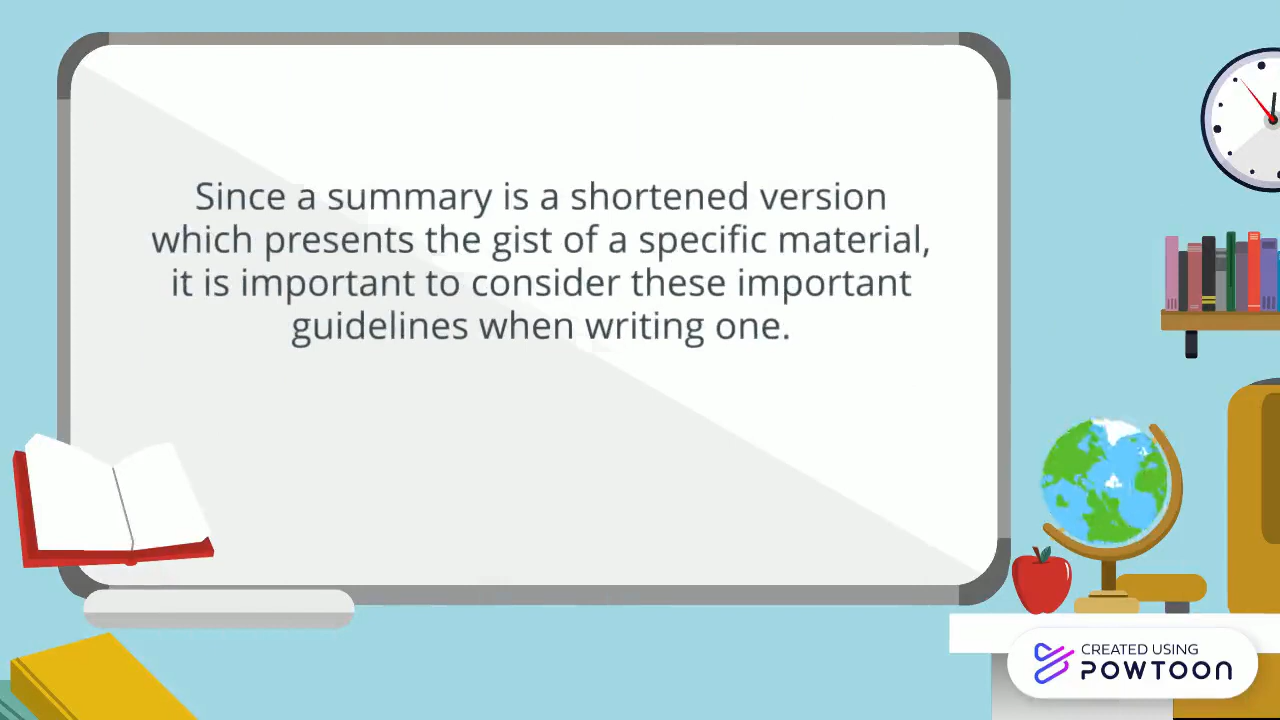 Since a summary is a shortened version
which presents the gist of a specific material,
it is important to consider these important
guidelines when writing one.
CREATED USING
POWTOON